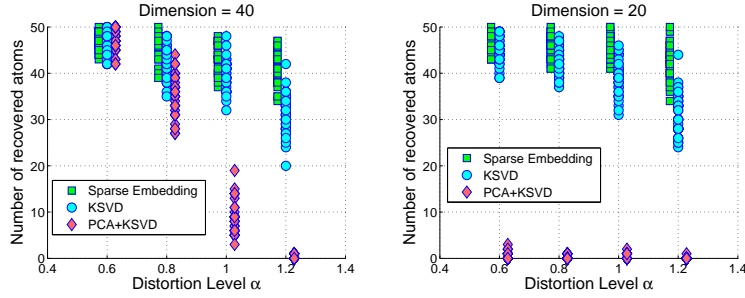 Dimension = 40
Number of recovered atoms
50
40
30
20
10
0
Sparse Embedding
KSVD
PCA+KSVD
0.4 0.6 0.8 1 1.2 1.4
Distortion Level α
Dimension = 20
Number of recovered atoms
50
40
30
20
10
0
Sparse Embedding
KSVD
PCA+KSVD
0.4 0.6 0.8 1 1.2 1.4
Distortion Level α